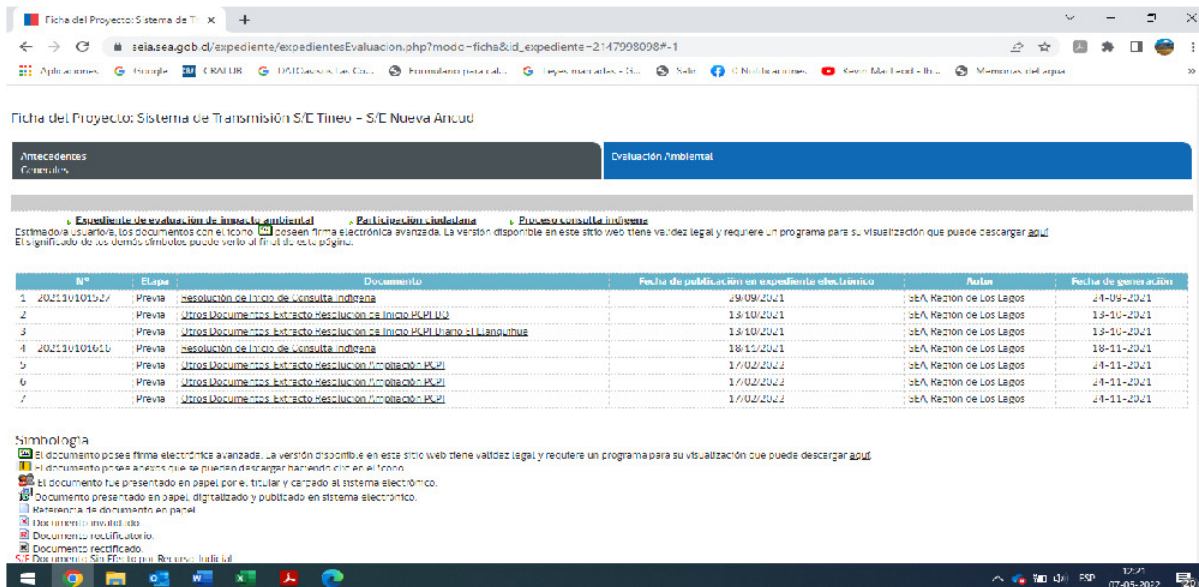 Ficha del Proyecto: Sistema de T
seia.sea.gob.cl/expediente/expedientesEvaluacion.php?modo=ficha&id_expediente=2147998098#-1
Aplicaciones Google Formulario para cal... Leyes marcadas - G... Notificaciones Kevin MacLeod Memorias del agua
Ficha del Proyecto: Sistema de Transmisión S/E Tineo – S/E Nueva Ancud
Antecedentes Generales
Evaluación Ambiental
Expediente de evaluación de impacto ambiental Participación ciudadana Proceso consulta indígena
Estimado/a usuario/a, los documentos con el ícono poseen firma electrónica avanzada. La versión disponible en este sitio web tiene validez legal y requiere un programa para su visualización que puede descargar aquí
El significado de los demás símbolos puede verlo al final de esta página.
N° Etapa Documento Fecha de publicación en expediente electrónico Autor Fecha de generación
1 202110101527 Previa Resolución de Inicio de Consulta Indígena 29/09/2021 SEA, Región de Los Lagos 24-09-2021
2 Previa Otros Documentos: Extracto Resolución de Inicio PCPI DO 13/10/2021 SEA, Región de Los Lagos 13-10-2021
3 Previa Otros Documentos: Extracto Resolución de Inicio PCPI Diario El Llanquihue 13/10/2021 SEA, Región de Los Lagos 13-10-2021
4 202110101616 Previa Resolución de Inicio de Consulta Indígena 18/11/2021 SEA, Región de Los Lagos 18-11-2021
5 Previa Otros Documentos: Extracto Resolución Ampliación PCPI 17/02/2022 SEA, Región de Los Lagos 24-11-2021
6 Previa Otros Documentos: Extracto Resolución Ampliación PCPI 17/02/2022 SEA, Región de Los Lagos 24-11-2021
7 Previa Otros Documentos: Extracto Resolución Ampliación PCPI 17/02/2022 SEA, Región de Los Lagos 24-11-2021
Simbología
El documento posee firma electrónica avanzada. La versión disponible en este sitio web tiene validez legal y requiere un programa para su visualización que puede descargar aquí.
El documento posee anexos que se pueden descargar haciendo clic en el ícono.
El documento fue presentado en papel por el titular y cargado al sistema electrónico.
Documento presentado en papel, digitalizado y publicado en sistema electrónico.
Referencia de documento en papel
Documento invalidado.
Documento rectificatorio.
Documento rectificado.
S/E Documento Sin Efecto por Recurso Judicial
ESP
12:21
07-05-2022